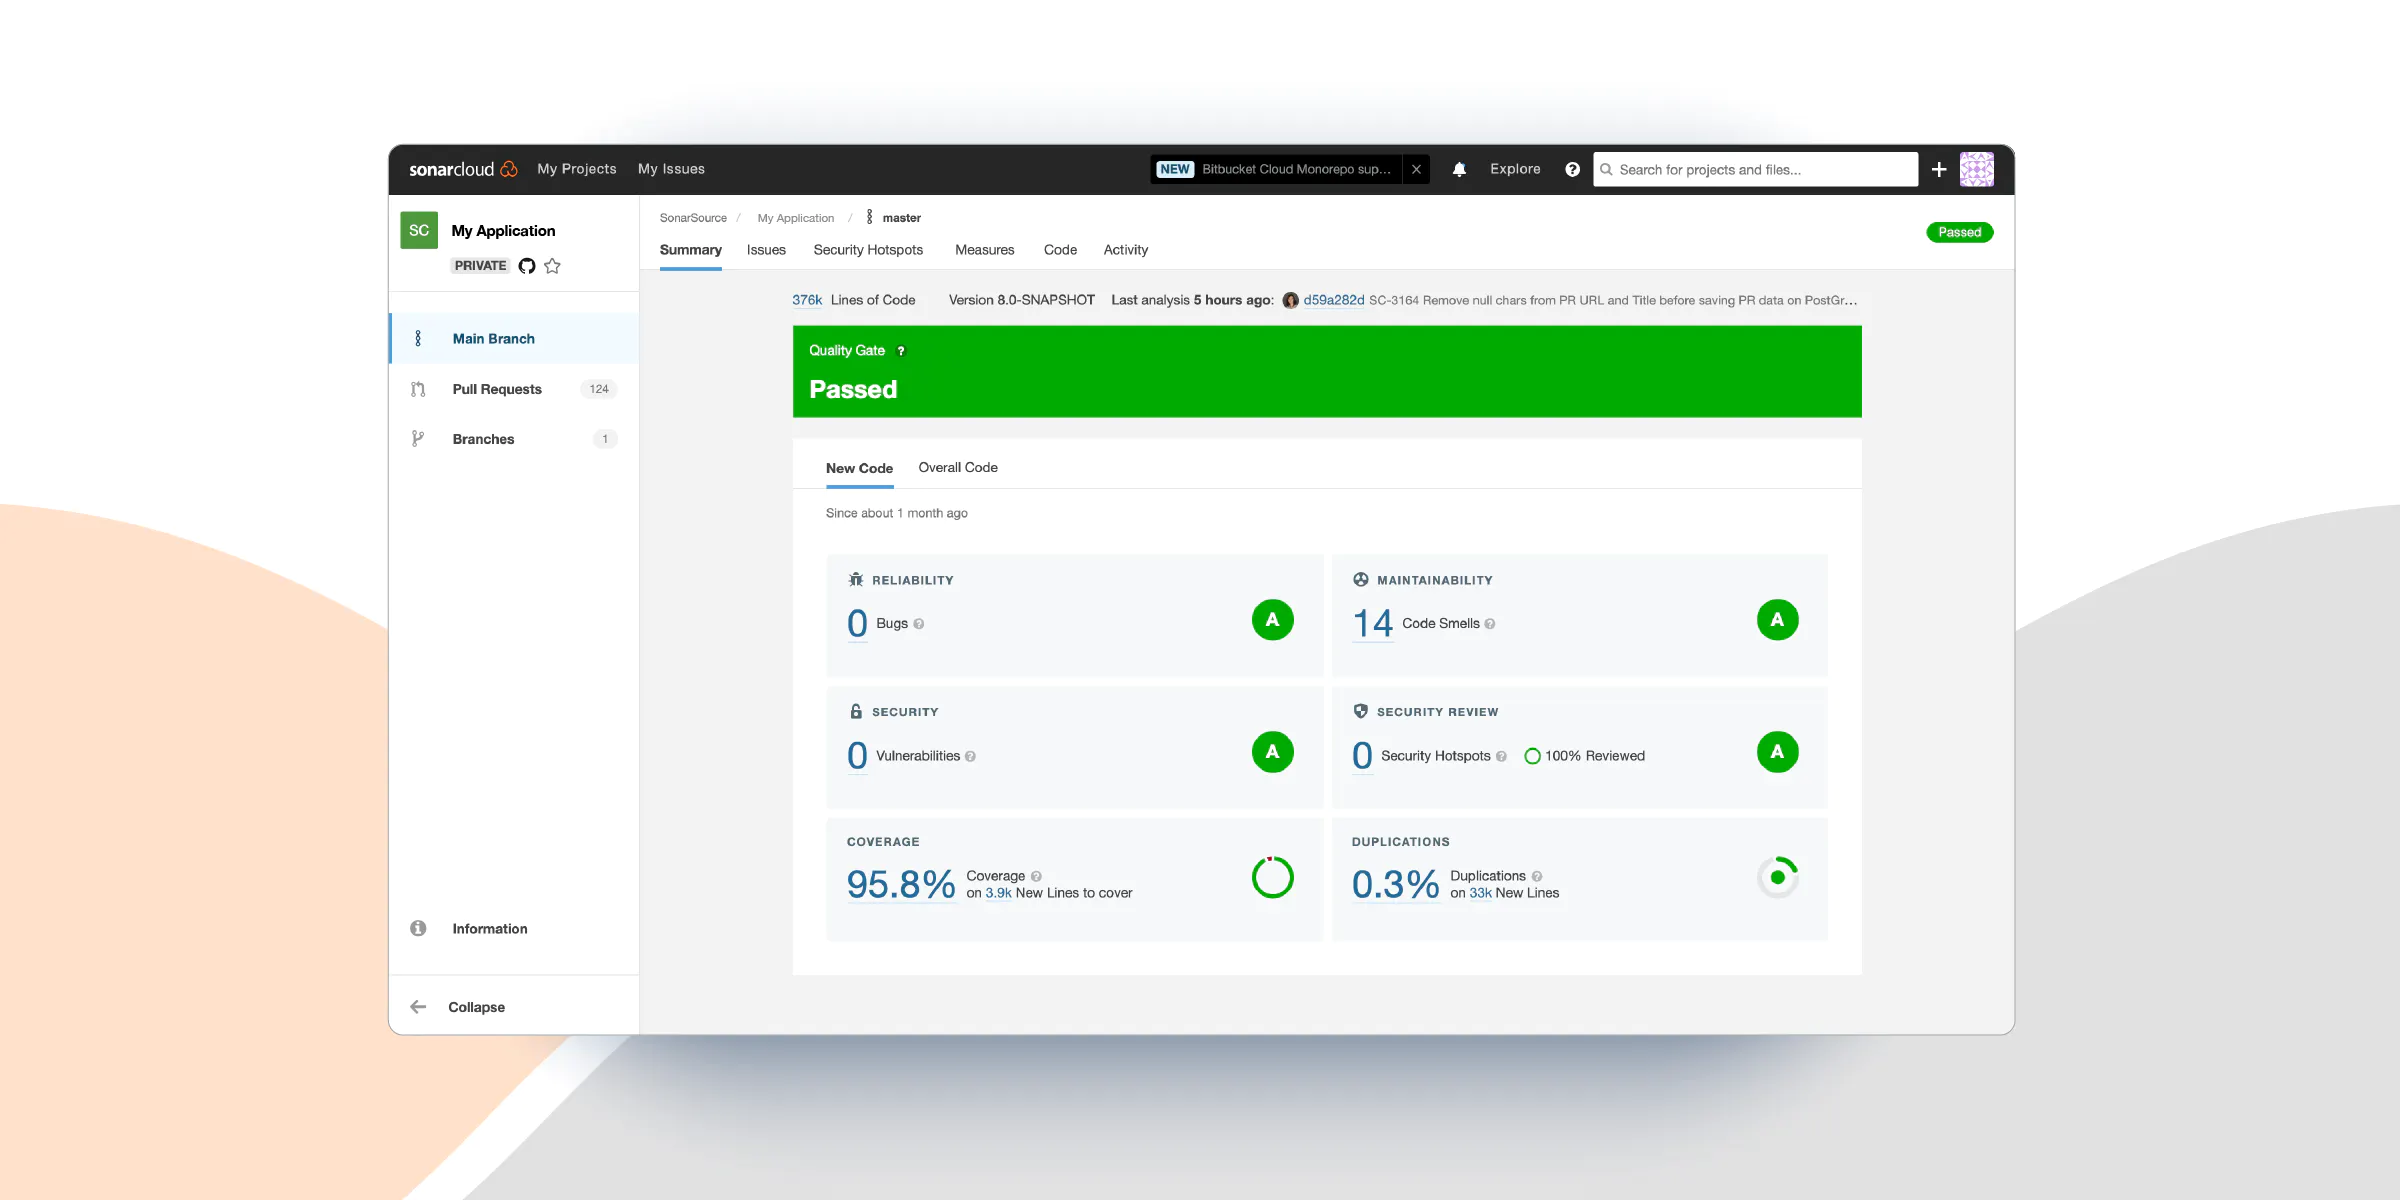 sonarcloud My Projects My Issues NEW Bitbucket Cloud Monorepo sup... Explore ? Search for projects and files...
SC My Application
PRIVATE
Main Branch
Pull Requests 124
Branches 1
Information
Collapse
SonarSource / My Application / master
Passed
Summary Issues Security Hotspots Measures Code Activity
376k Lines of Code Version 8.0-SNAPSHOT Last analysis 5 hours ago: d59a282d SC-3164 Remove null chars from PR URL and Title before saving PR data on PostGr...
Quality Gate ?
Passed
New Code Overall Code
Since about 1 month ago
RELIABILITY
0 Bugs ?
A
MAINTAINABILITY
14 Code Smells ?
A
SECURITY
0 Vulnerabilities ?
A
SECURITY REVIEW
0 Security Hotspots ? 100% Reviewed
A
COVERAGE
95.8% Coverage ?
on 3.9k New Lines to cover
DUPLICATIONS
0.3% Duplications ?
on 33k New Lines